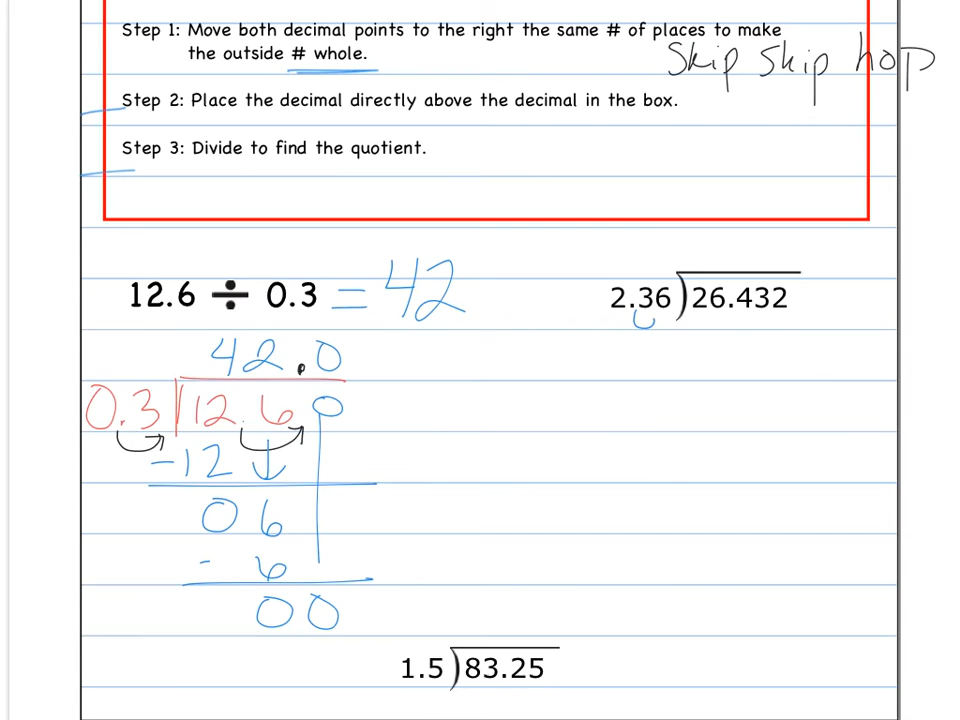 Step 1: Move both decimal points to the right the same # of places to make
the outside # whole.
skip skip hop
Step 2: Place the decimal directly above the decimal in the box.
Step 3: Divide to find the quotient.
12.6 ÷ 0.3 = 42
2.36)26.432
42.0
0.3|12.60
-12↓
06
- 6
00
1.5)83.25